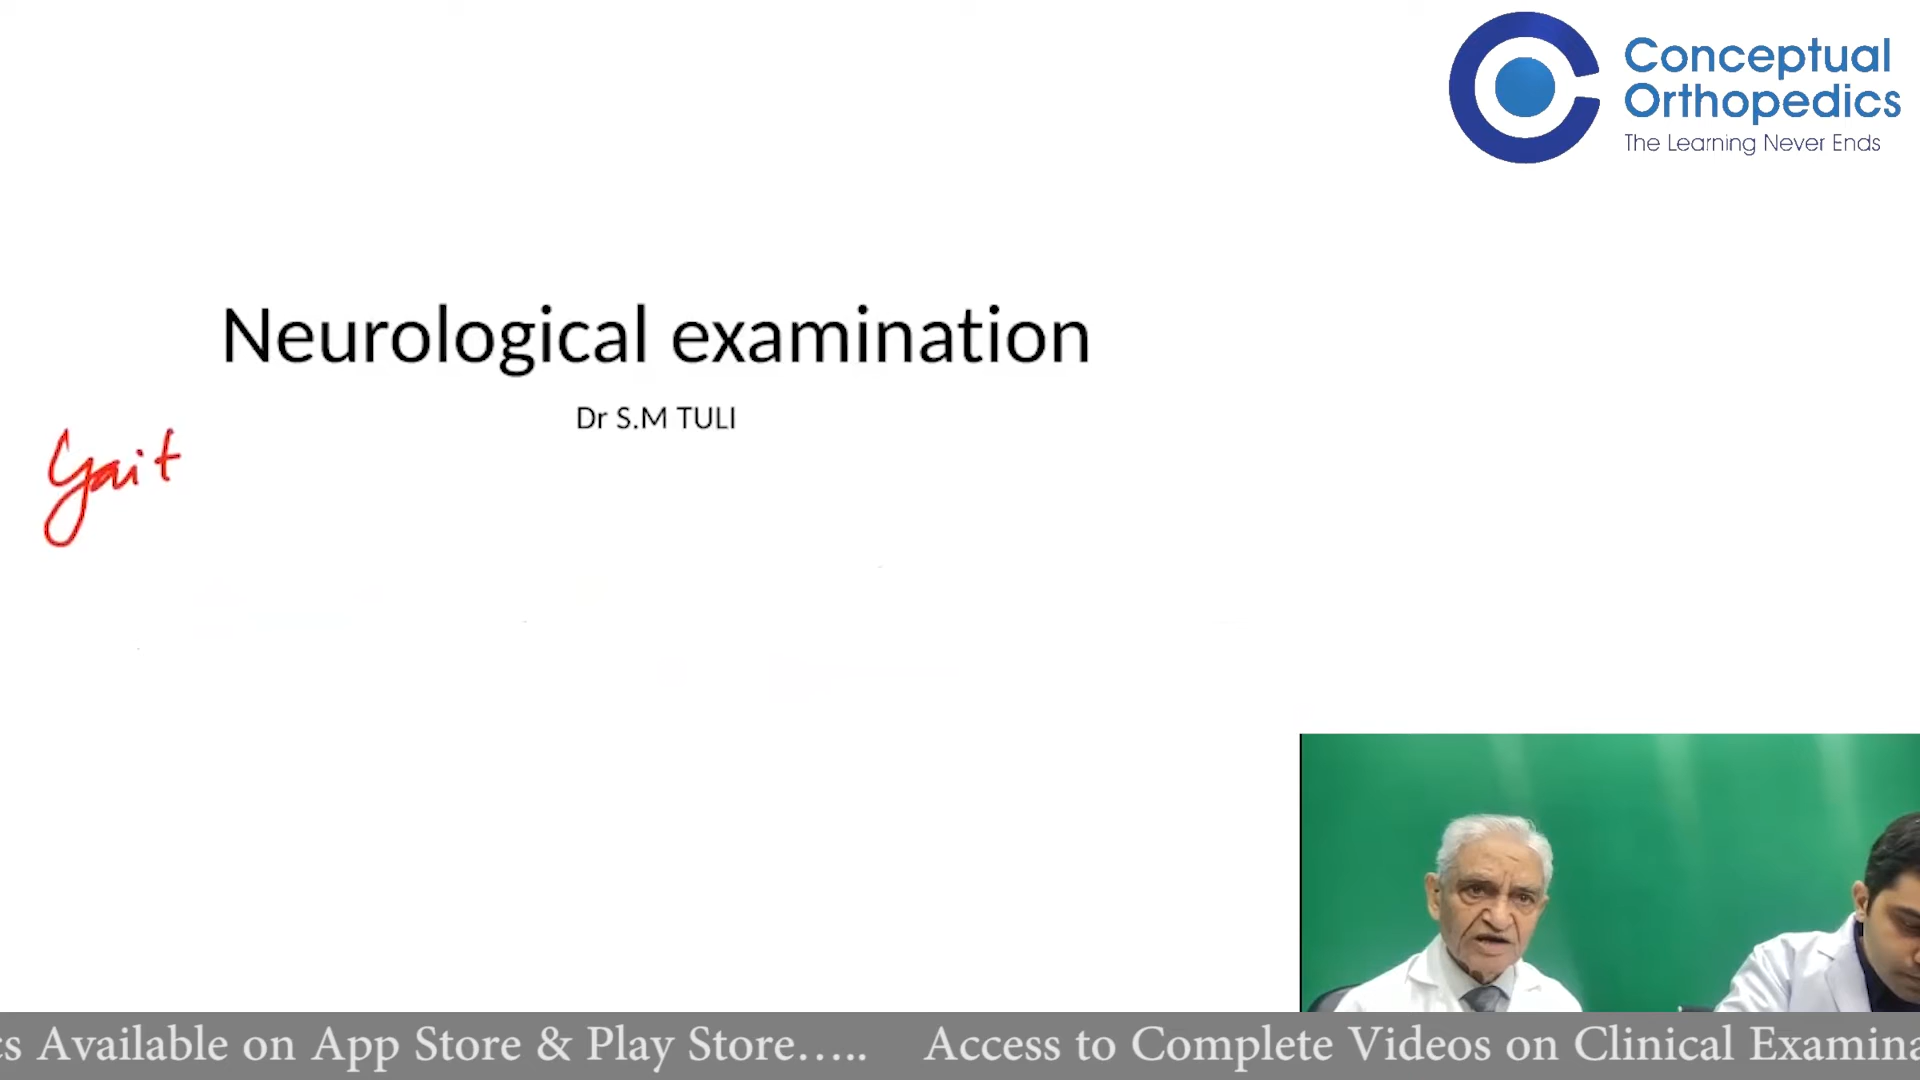 Conceptual
Orthopedics
The Learning Never Ends
Neurological examination
Dr S.M TULI
Gait
cs Available on App Store & Play Store..... Access to Complete Videos on Clinical Examina